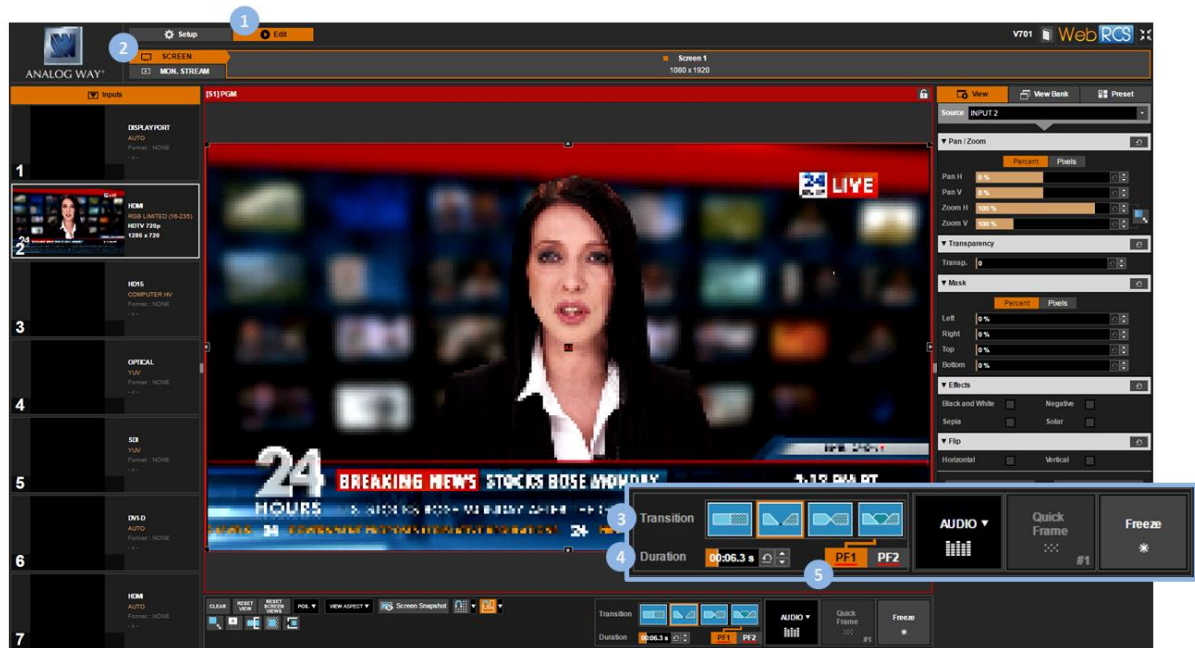 1
Setup
Edit
V701
Web RCS
2
SCREEN
MON. STREAM
Screen 1
1080 x 1920
ANALOG WAY®
Inputs
[S1] PGM
View
View Bank
Preset
Source INPUT 2
DISPLAYPORT
AUTO
Format : NONE
- x -
1
HDMI
RGB LIMITED (16-235)
HDTV 720p
1280 x 720
2
HD15
COMPUTER HV
Format : NONE
- x -
3
OPTICAL
YUV
Format : NONE
- x -
4
SDI
YUV
Format : NONE
- x -
5
DVI-D
AUTO
Format : NONE
- x -
6
HDMI
AUTO
Format : NONE
- x -
7
24 LIVE
24
HOURS
BREAKING NEWS STOCKS ROSE MONDAY
Pan / Zoom
Percent Pixels
Pan H 0 %
Pan V 0 %
Zoom H 100 %
Zoom V 100 %
Transparency
Transp. 0
Mask
Percent Pixels
Left 0 %
Right 0 %
Top 0 %
Bottom 0 %
Effects
Black and White Negative
Sepia Solar
Flip
Horizontal Vertical
3
Transition
4
Duration 00:06.3 s
PF1 PF2
5
AUDIO
Quick
Frame
#1
Freeze
CLEAR
RESET
VIEW
RESET
SCREEN
VIEWS
POS.
VIEW ASPECT
Screen Snapshot
Transition
Duration 00:06.3 s
PF1 PF2
AUDIO
Quick
Frame
#1
Freeze